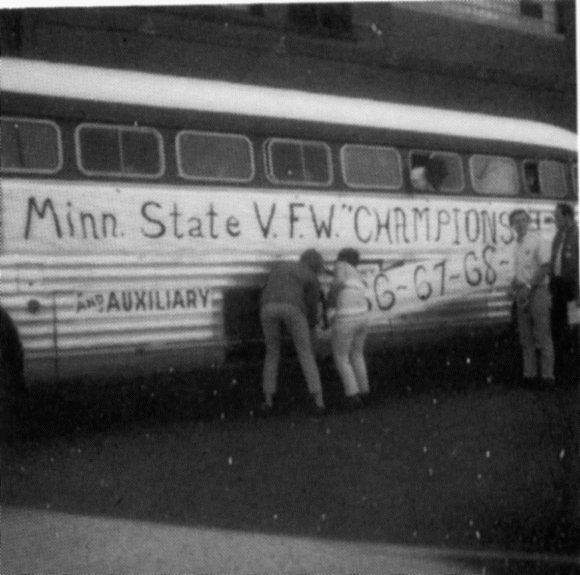 Minn. State V.F.W. "CHAMPIONS
AND AUXILIARY 66-67-68-